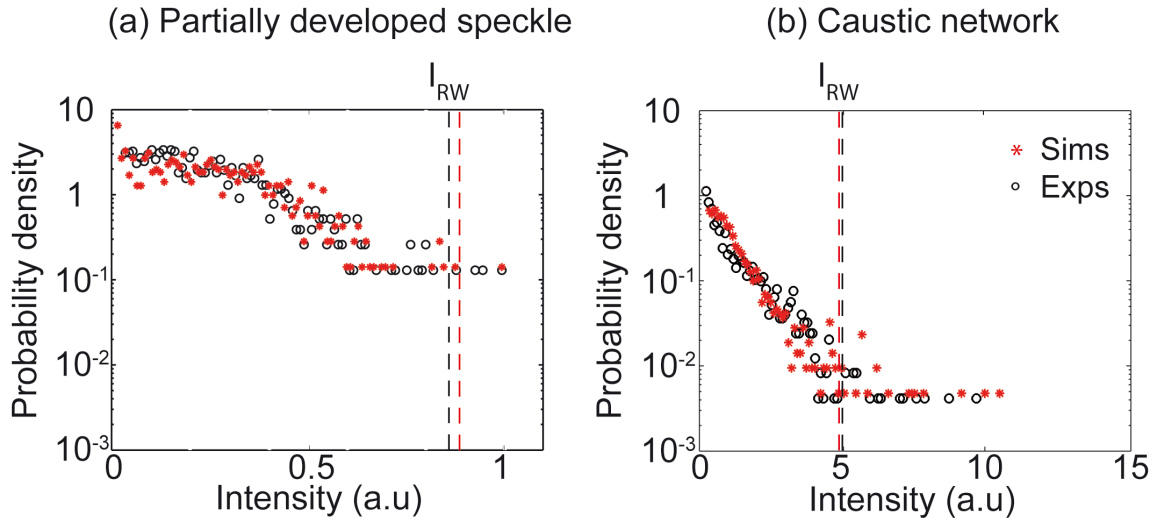 (a) Partially developed speckle
I_RW
Probability density
10
1
10^-1
10^-2
10^-3
0
0.5
1
Intensity (a.u)
(b) Caustic network
I_RW
Sims
Exps
Probability density
10
1
10^-1
10^-2
10^-3
0
5
10
15
Intensity (a.u)